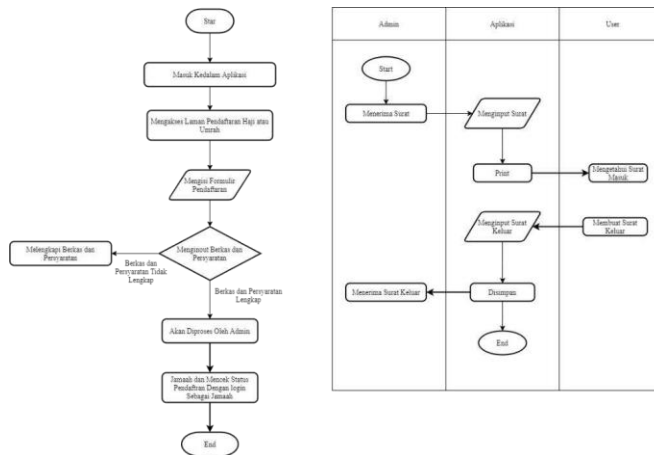 Star
Masuk Kedalam Aplikasi
Mengakses Laman Pendaftaran Haji atau
Umrah
Mengisi Formulir
Pendaftaran
Menginout Berkas dan
Persyaratan
Melengkapi Berkas dan
Persyaratan
Berkas dan
Persyaratan Tidak
Lengkap
Berkas dan Persyaratan
Lengkap
Akan Diproses Oleh Admin
Jamaah dan Mencek Status
Pendaftran Dengan login
Sebagai Jamaah
End
Admin
Aplikasi
User
Start
Menerima Surat
Menginput Surat
Print
Mengetahui Surat
Masuk
Menginput Surat
Keluar
Membuat Surat
Keluar
Menerima Surat Keluar
Disimpan
End